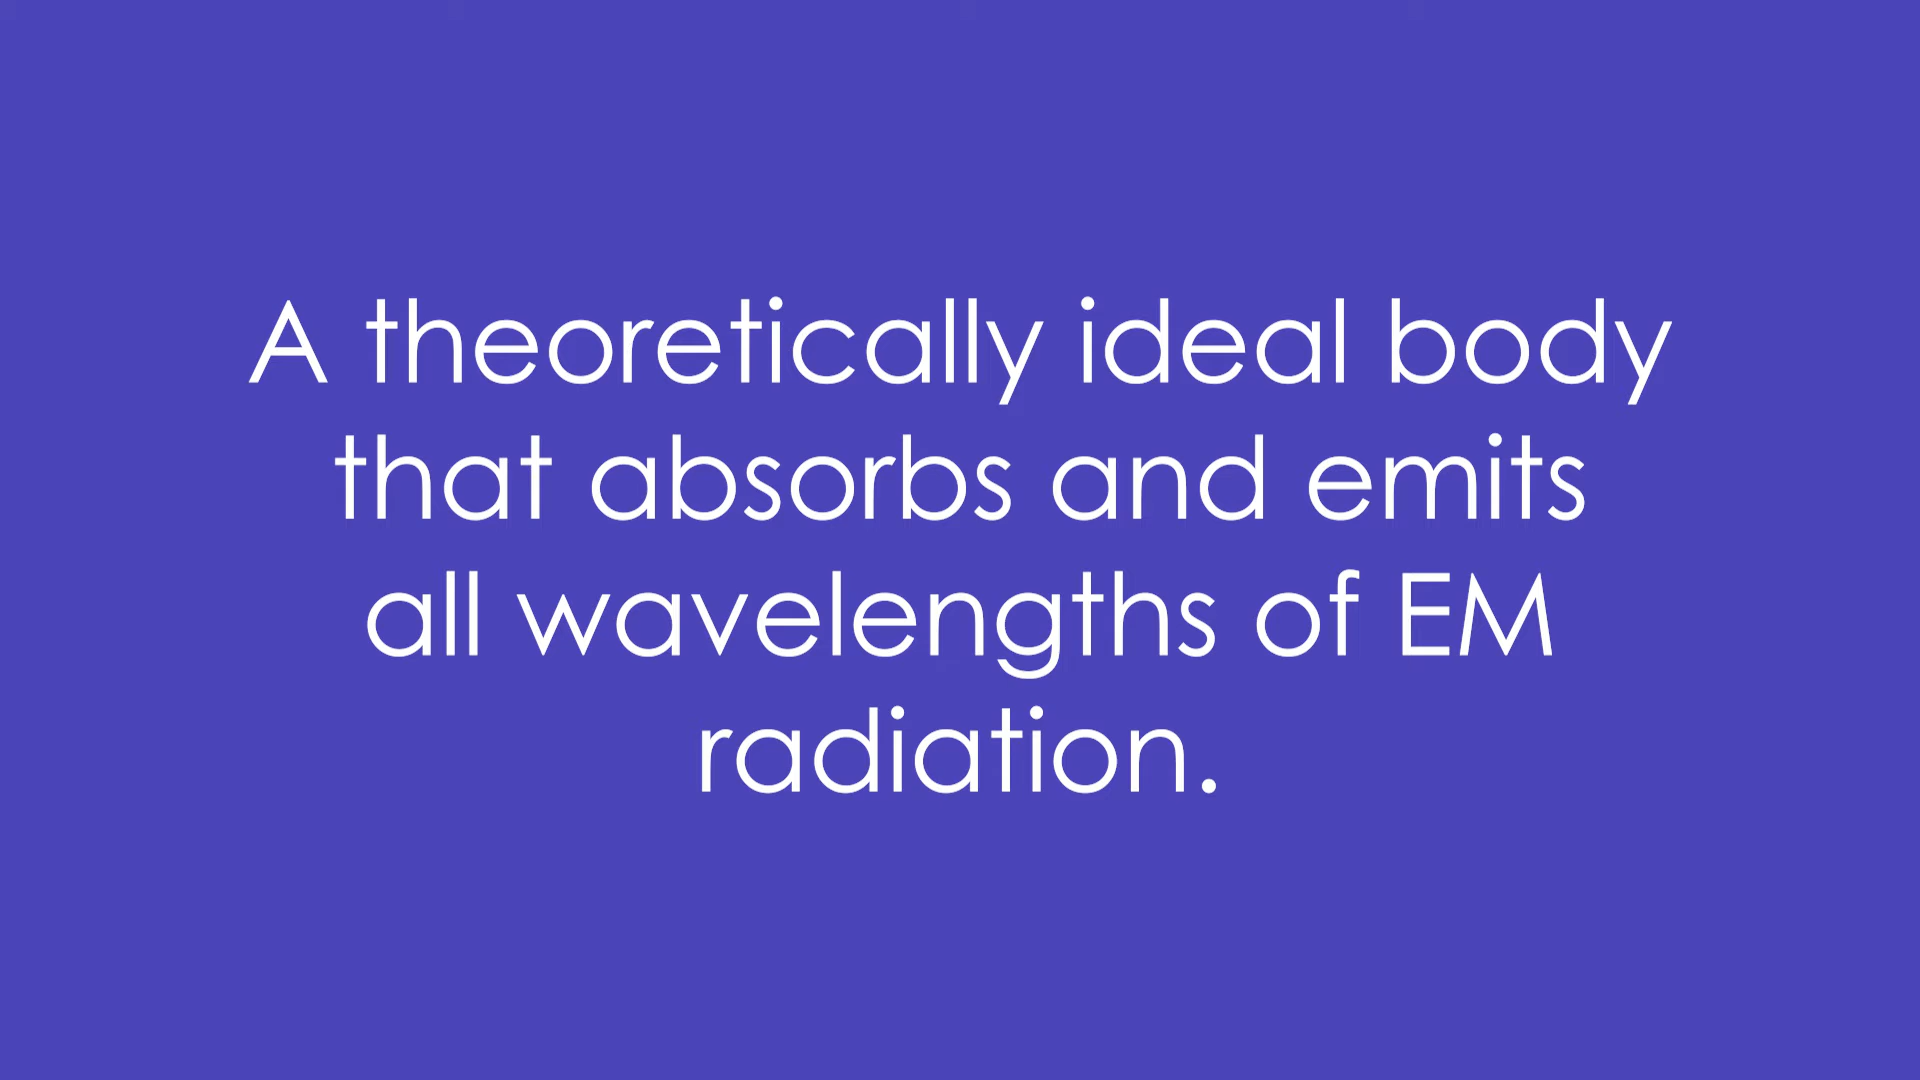 A theoretically ideal body
that absorbs and emits
all wavelengths of EM
radiation.